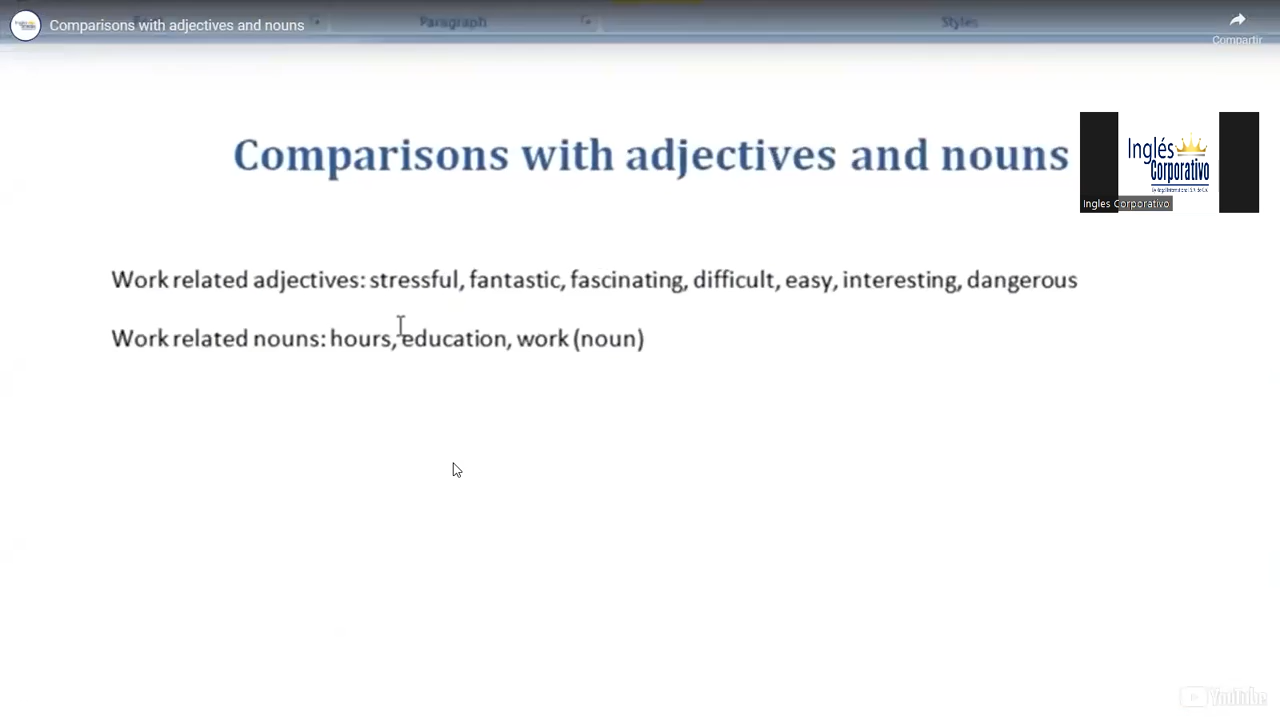 Comparisons with adjectives and nouns
Paragraph
Styles
Compartir
Comparisons with adjectives and nouns
Inglés
Corporativo
Ingles Corporativo
Work related adjectives: stressful, fantastic, fascinating, difficult, easy, interesting, dangerous
Work related nouns: hours, education, work (noun)
YouTube